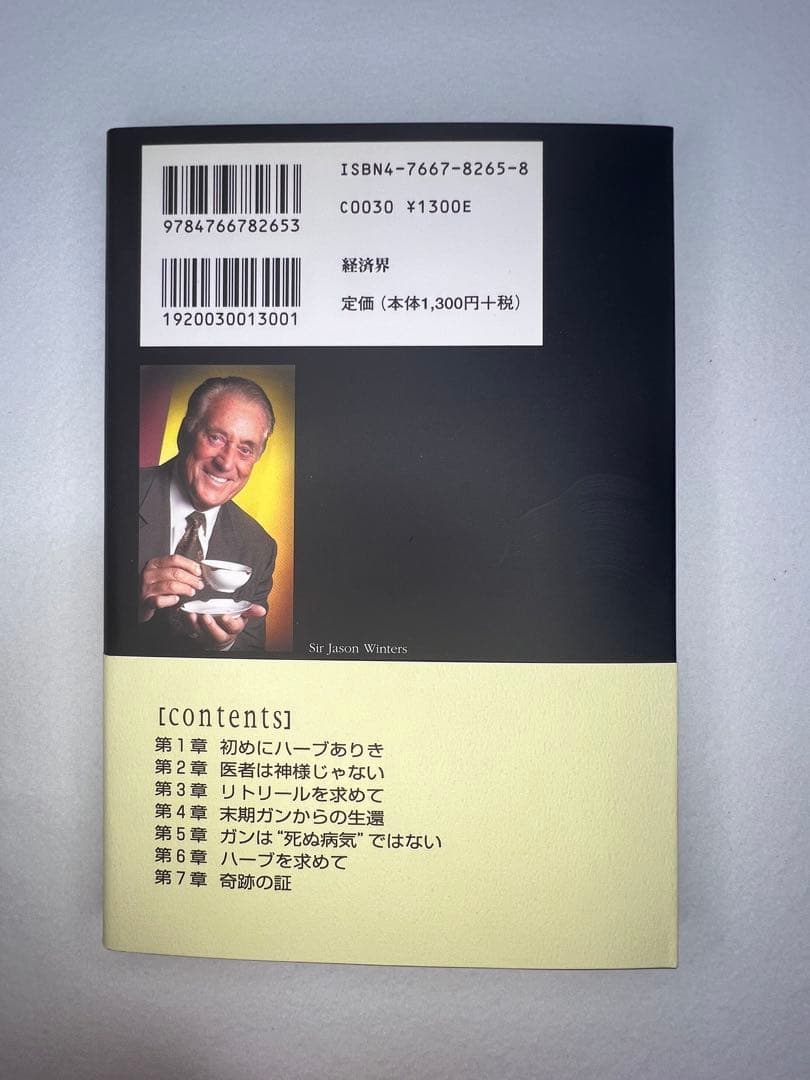 ISBN4-7667-8265-8
C0030 ¥1300E
9784766782653
経済界
定価（本体1,300円＋税）
1920030013001
Sir Jason Winters
[contents]
第1章 初めにハーブありき
第2章 医者は神様じゃない
第3章 リトリールを求めて
第4章 末期ガンからの生還
第5章 ガンは“死ぬ病気”ではない
第6章 ハーブを求めて
第7章 奇跡の証